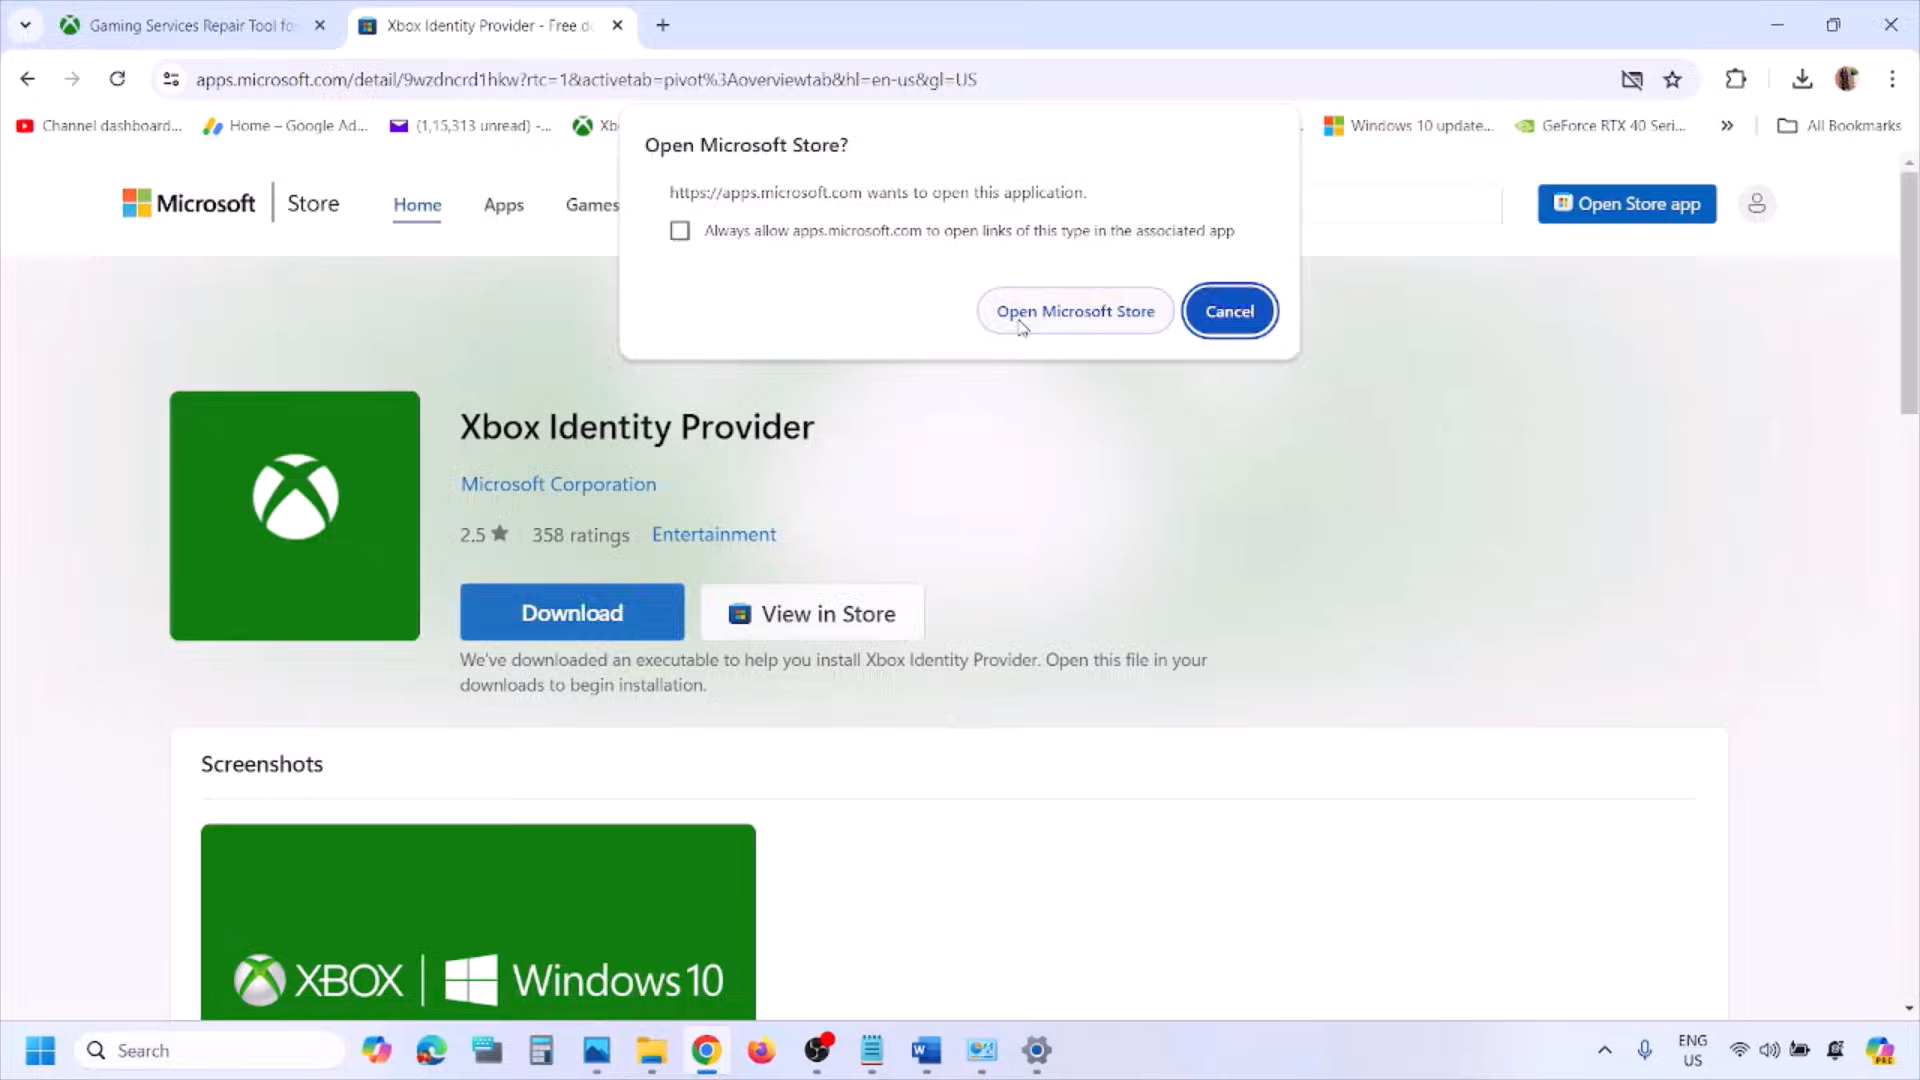 Gaming Services Repair Tool fo
Xbox Identity Provider - Free d
apps.microsoft.com/detail/9wzdncrd1hkw?rtc=1&activetab=pivot%3Aoverviewtab&hl=en-us&gl=US
Channel dashboard...
Home – Google Ad...
(1,15,313 unread) -...
Xb
Windows 10 update...
GeForce RTX 40 Seri...
All Bookmarks
Open Microsoft Store?
https://apps.microsoft.com wants to open this application.
Always allow apps.microsoft.com to open links of this type in the associated app
Open Microsoft Store
Cancel
Microsoft
Store
Home
Apps
Games
Open Store app
Xbox Identity Provider
Microsoft Corporation
2.5★
358 ratings
Entertainment
Download
View in Store
We've downloaded an executable to help you install Xbox Identity Provider. Open this file in your
downloads to begin installation.
Screenshots
XBOX
Windows 10
Search
ENG
US